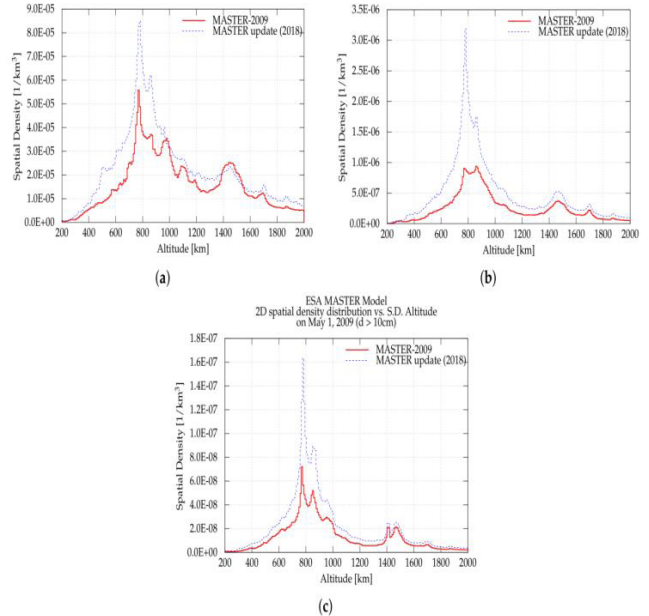 9.0E-05
8.0E-05
7.0E-05
6.0E-05
5.0E-05
4.0E-05
3.0E-05
2.0E-05
1.0E-05
0.0E+00
Spatial Density [1/km³]
MASTER-2009
MASTER update (2018)
200 400 600 800 1000 1200 1400 1600 1800 2000
Altitude [km]
(a)
3.5E-06
3.0E-06
2.5E-06
2.0E-06
1.5E-06
1.0E-06
5.0E-07
0.0E+00
Spatial Density [1/km³]
MASTER-2009
MASTER update (2018)
200 400 600 800 1000 1200 1400 1600 1800 2000
Altitude [km]
(b)
ESA MASTER Model
2D spatial density distribution vs. S.D. Altitude
on May 1, 2009 (d > 10cm)
1.8E-07
1.6E-07
1.4E-07
1.2E-07
1.0E-07
8.0E-08
6.0E-08
4.0E-08
2.0E-08
0.0E+00
Spatial Density [1/km³]
MASTER-2009
MASTER update (2018)
200 400 600 800 1000 1200 1400 1600 1800 2000
Altitude [km]
(c)